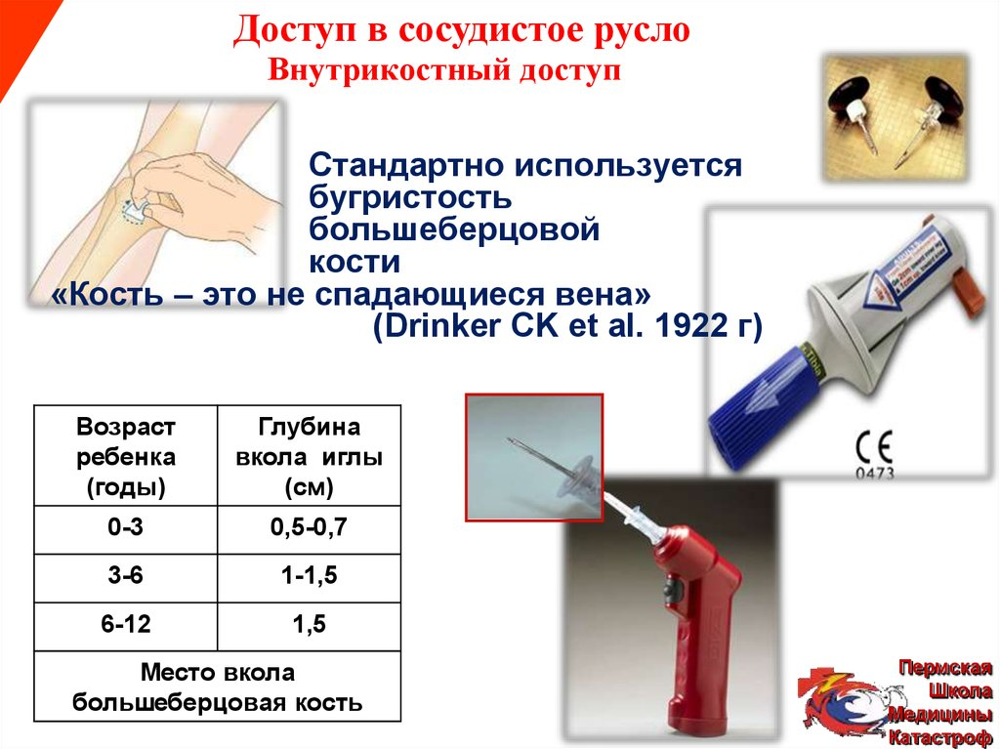 Доступ в сосудистое русло
Внутрикостный доступ
Стандартно используется
бугристость
большеберцовой
кости
«Кость – это не спадающиеся вена»
(Drinker CK et al. 1922 г)
Возраст
ребенка
(годы)
Глубина
вкола иглы
(см)
0-3
0,5-0,7
3-6
1-1,5
6-12
1,5
Место вкола
большеберцовая кость
CE
0473
Пермская
Школа
Медицины
Катастроф